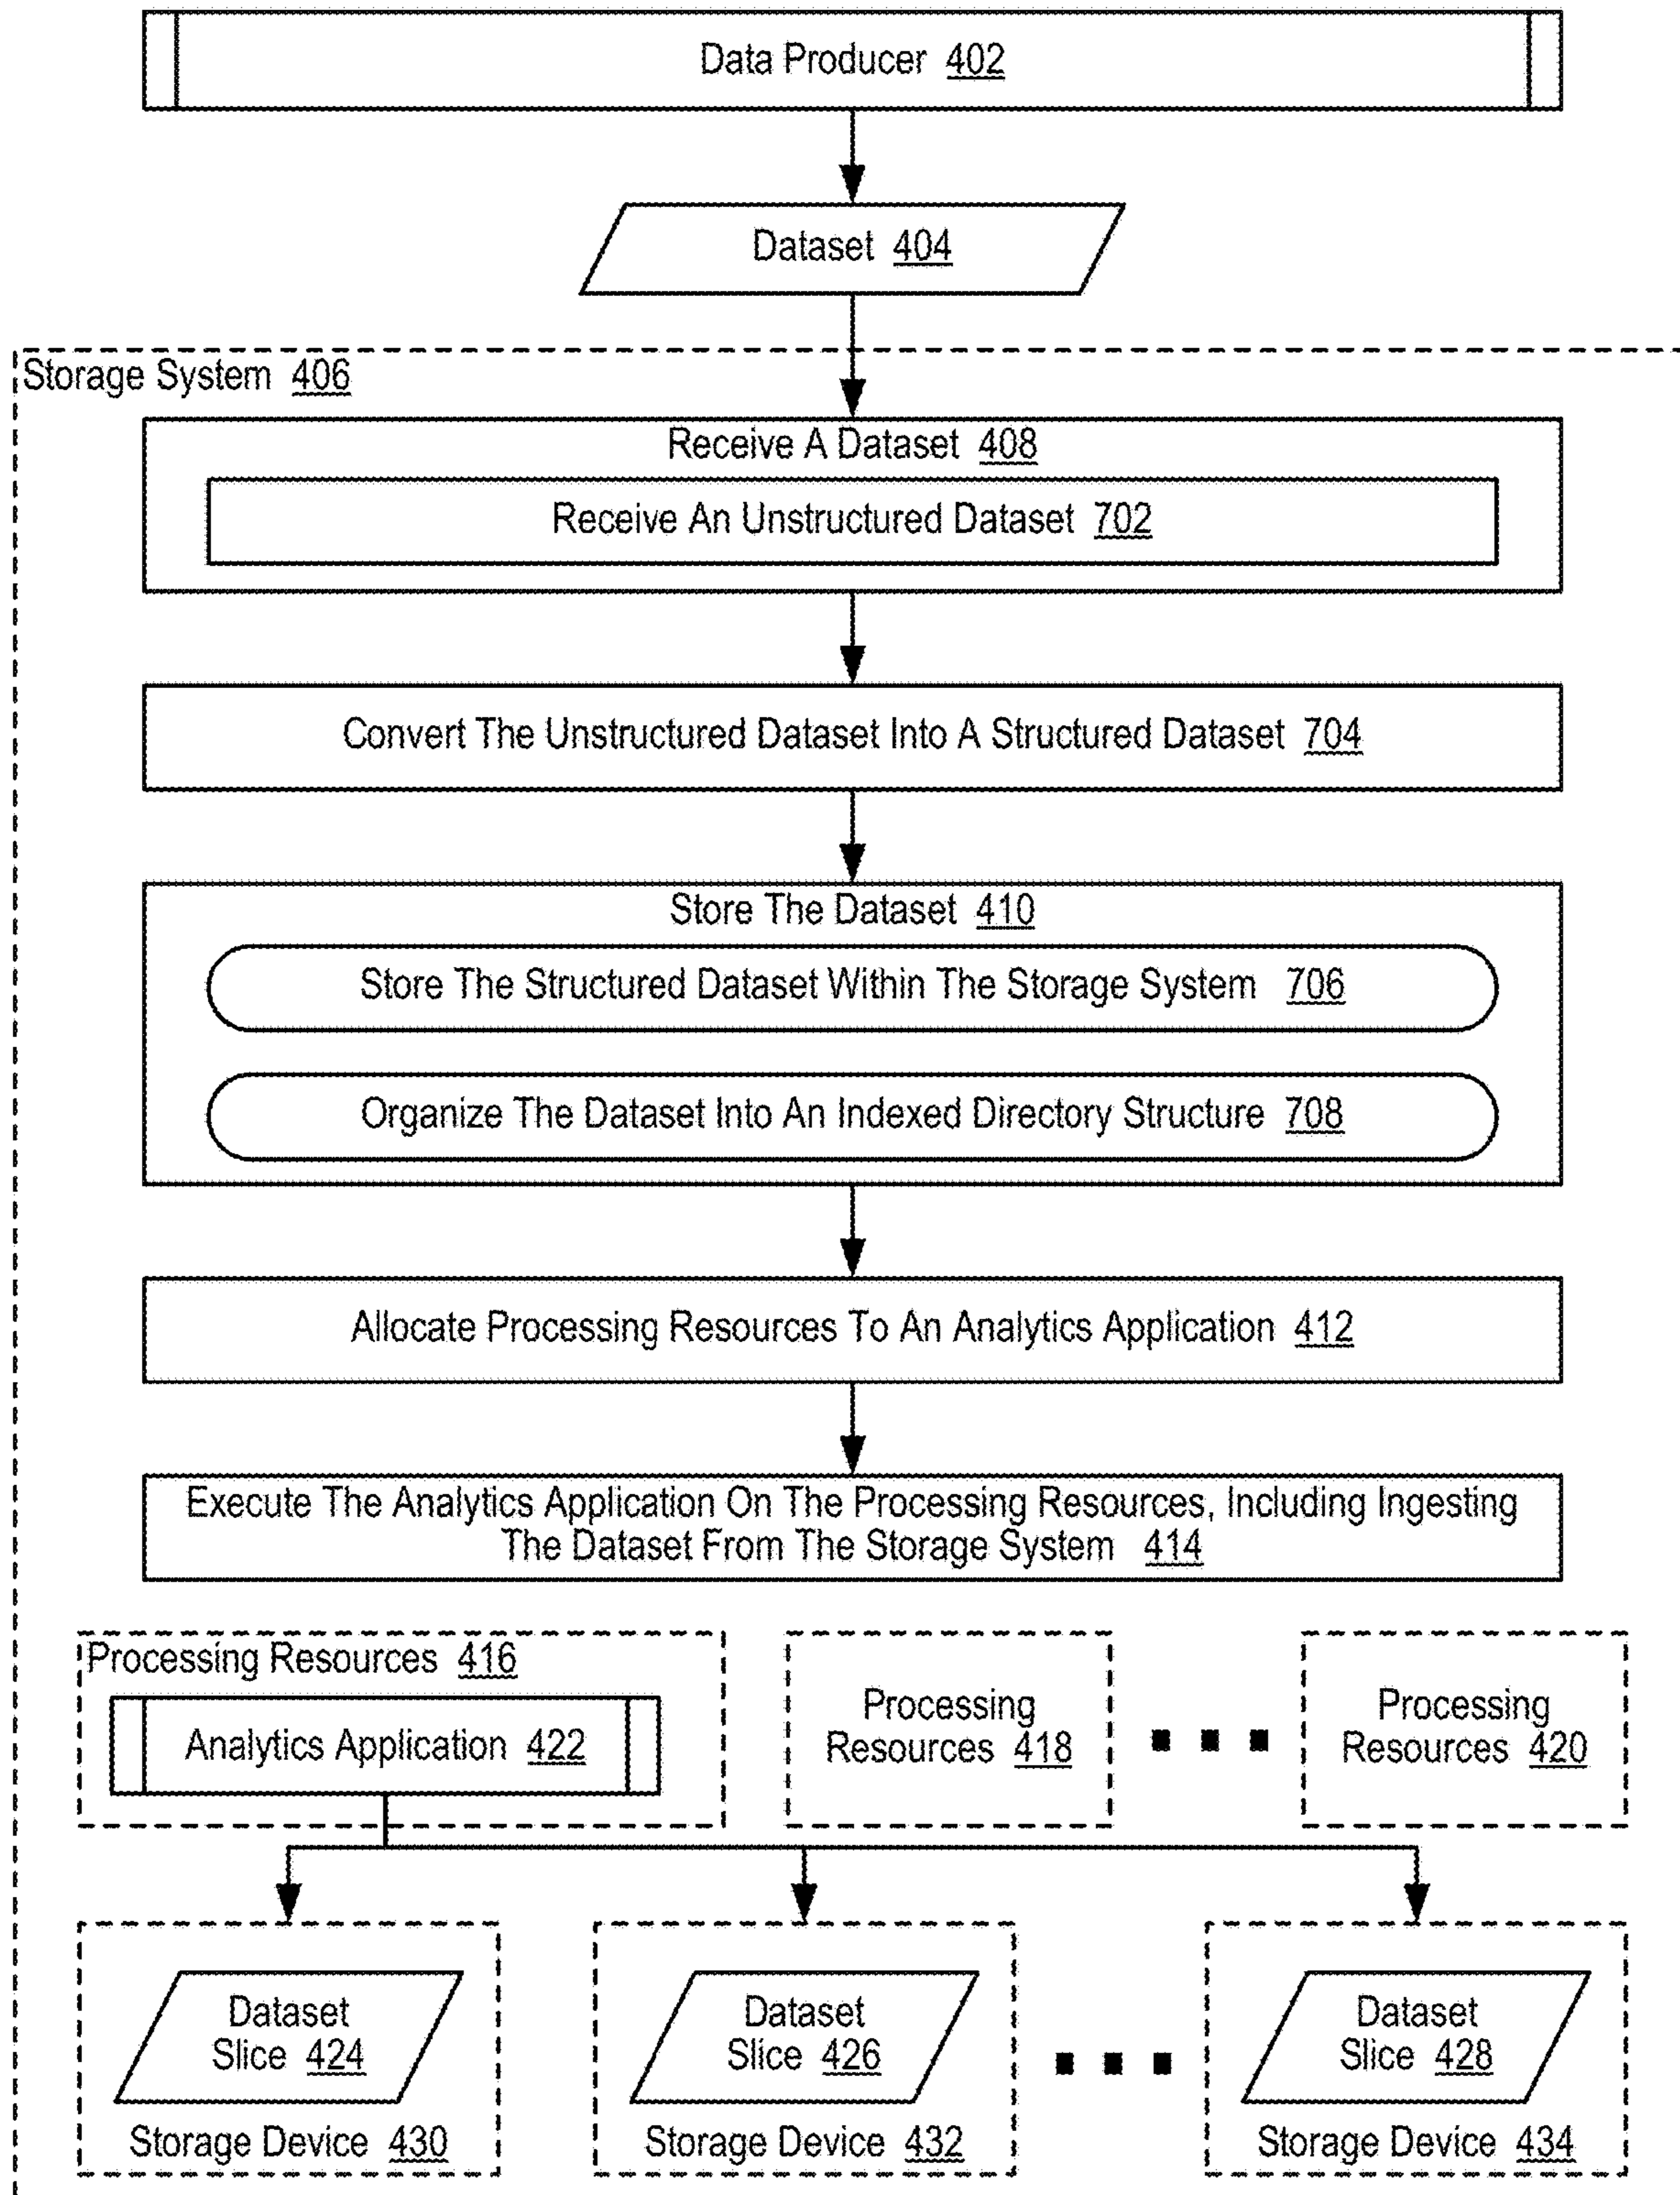 Data Producer 402
Dataset 404
Storage System 406
Receive A Dataset 408
Receive An Unstructured Dataset 702
Convert The Unstructured Dataset Into A Structured Dataset 704
Store The Dataset 410
Store The Structured Dataset Within The Storage System 706
Organize The Dataset Into An Indexed Directory Structure 708
Allocate Processing Resources To An Analytics Application 412
Execute The Analytics Application On The Processing Resources, Including Ingesting
The Dataset From The Storage System 414
Processing Resources 416
Analytics Application 422
Processing
Resources 418
Processing
Resources 420
Dataset
Slice 424
Storage Device 430
Dataset
Slice 426
Storage Device 432
Dataset
Slice 428
Storage Device 434